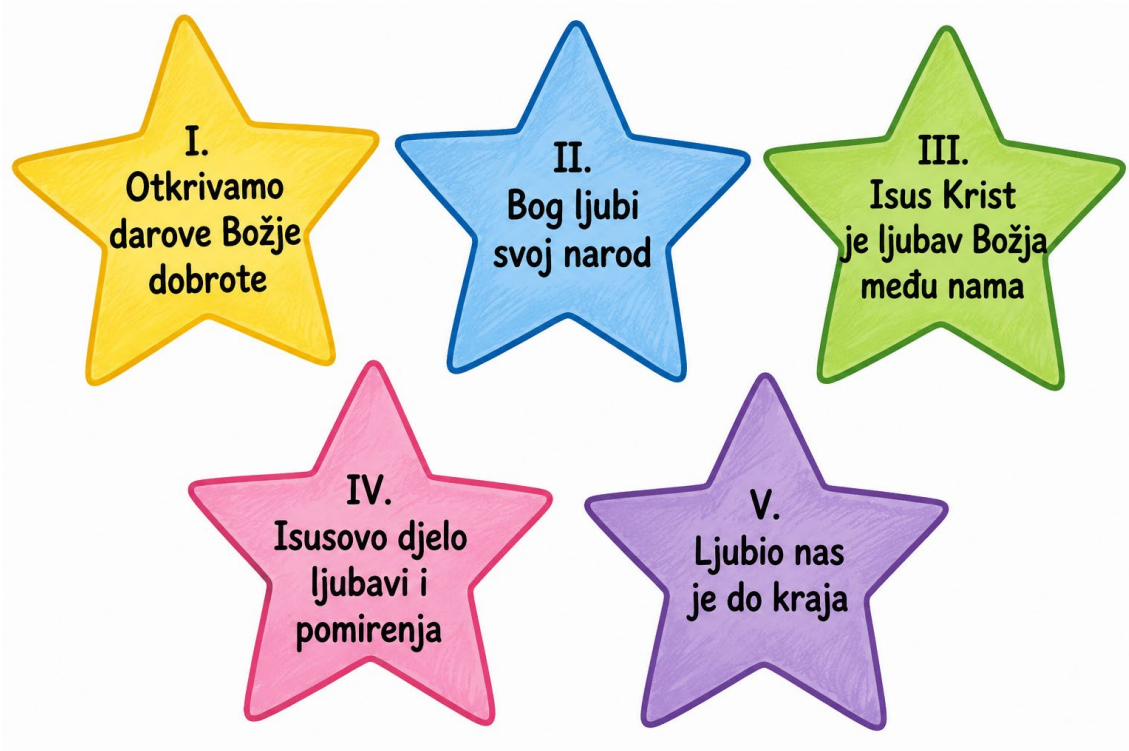 I.
Otkrivamo
darove Božje
dobrote
II.
Bog ljubi
svoj narod
III.
Isus Krist
je ljubav Božja
među nama
IV.
Isusovo djelo
ljubavi i
pomirenja
V.
Ljubio nas
je do kraja